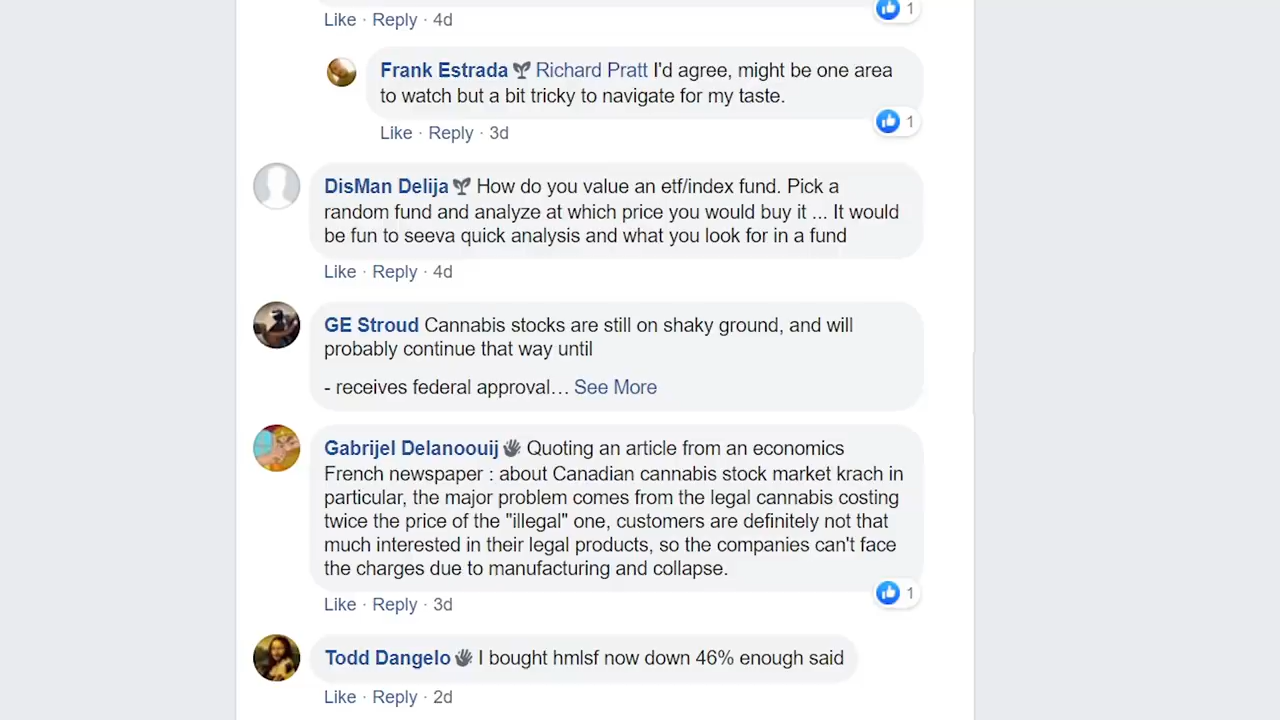 Like · Reply · 4d
1
Frank Estrada Richard Pratt I'd agree, might be one area
to watch but a bit tricky to navigate for my taste.
1
Like · Reply · 3d
DisMan Delija How do you value an etf/index fund. Pick a
random fund and analyze at which price you would buy it ... It would
be fun to seeva quick analysis and what you look for in a fund
Like · Reply · 4d
GE Stroud Cannabis stocks are still on shaky ground, and will
probably continue that way until
- receives federal approval... See More
Gabrijel Delanoouij Quoting an article from an economics
French newspaper : about Canadian cannabis stock market krach in
particular, the major problem comes from the legal cannabis costing
twice the price of the "illegal" one, customers are definitely not that
much interested in their legal products, so the companies can't face
the charges due to manufacturing and collapse.
1
Like · Reply · 3d
Todd Dangelo I bought hmlsf now down 46% enough said
Like · Reply · 2d